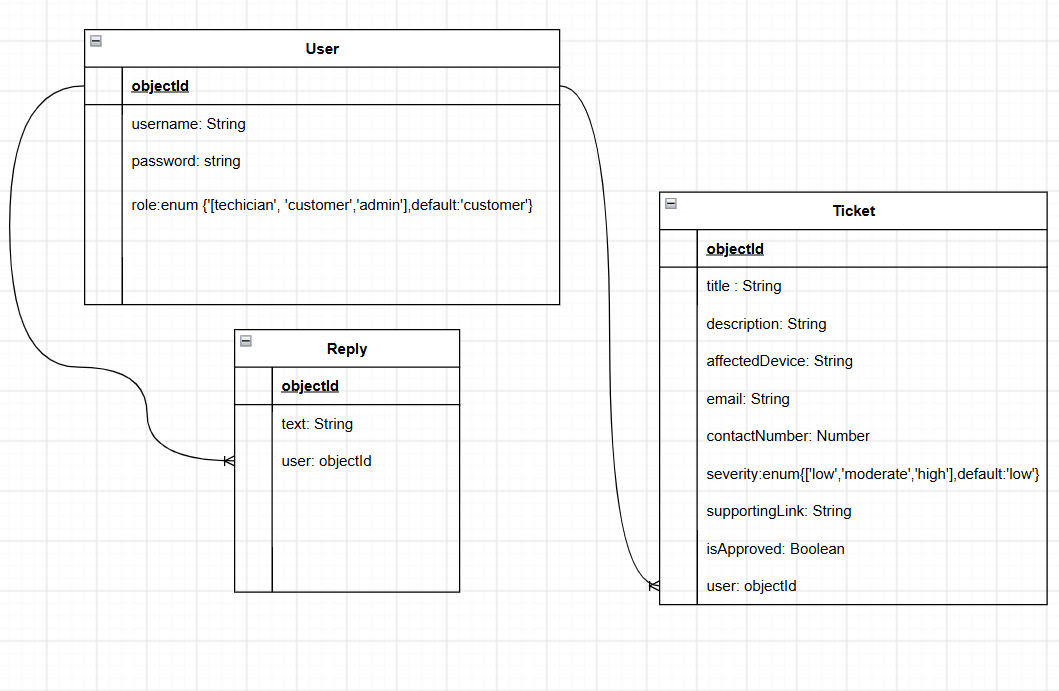 User
objectId
username: String
password: string
role:enum {'[techician', 'customer','admin'],default:'customer'}
Reply
objectId
text: String
user: objectId
Ticket
objectId
title : String
description: String
affectedDevice: String
email: String
contactNumber: Number
severity:enum{['low','moderate','high'],default:'low'}
supportingLink: String
isApproved: Boolean
user: objectId